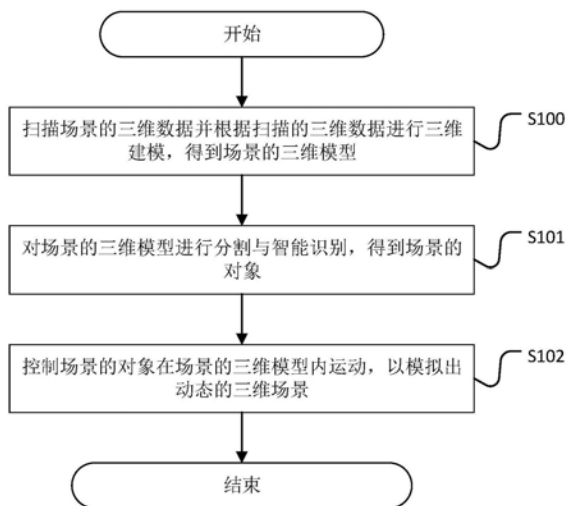 开始
扫描场景的三维数据并根据扫描的三维数据进行三维
建模，得到场景的三维模型
S100
对场景的三维模型进行分割与智能识别，得到场景的
对象
S101
控制场景的对象在场景的三维模型内运动，以模拟出
动态的三维场景
S102
结束